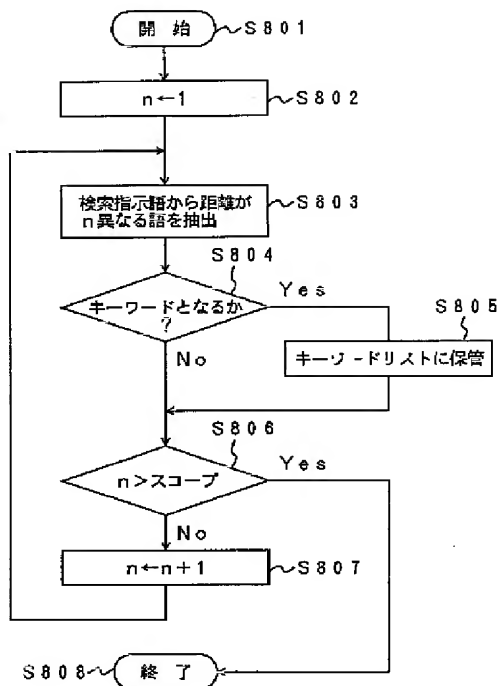 開 始 S801
n←1 S802
検索指示語から距離が
n異なる語を抽出 S803
S804
キーワードとなるか
?
Yes
S805
キーワードリストに保管
No
S806
n>スコープ
Yes
No
n←n+1 S807
S808 終 了